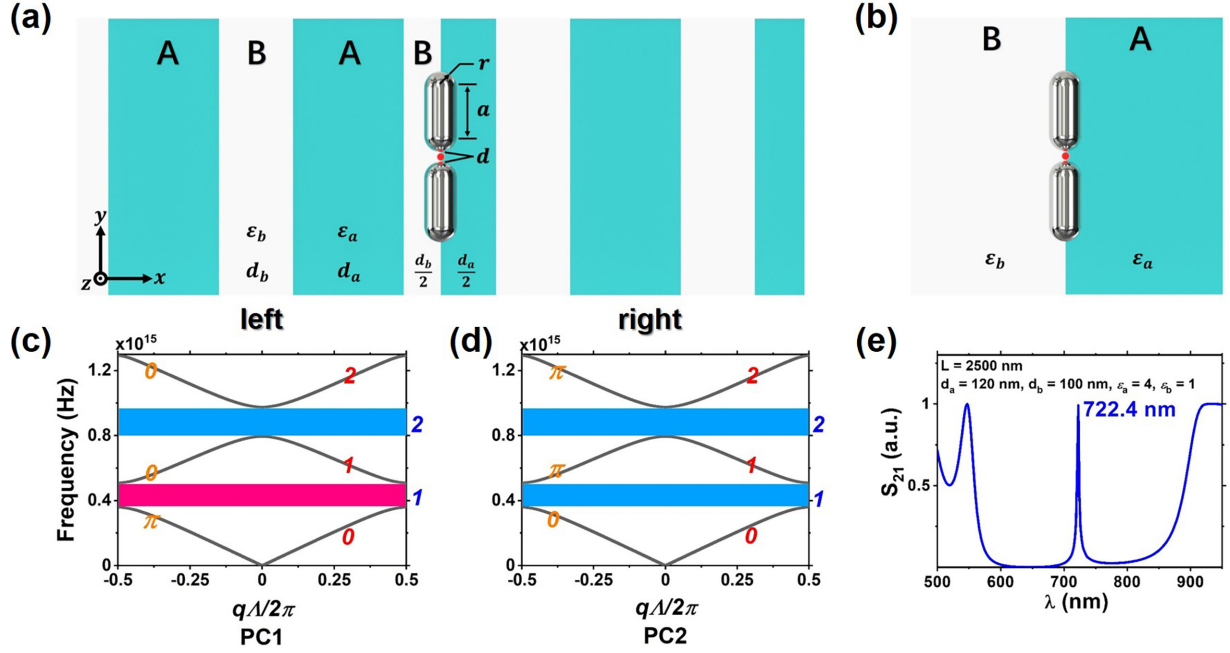 (a)
A
B
A
B
r
a
d
y
z
x
ε_b
ε_a
d_b
d_a
d_b/2
d_a/2
left
right
(b)
B
A
ε_b
ε_a
(c)
x10^15
1.2
0.8
0.4
0
Frequency (Hz)
0
2
2
0
1
1
π
0
-0.5
-0.25
0
0.25
0.5
qΛ/2π
PC1
(d)
x10^15
1.2
0.8
0.4
0
π
2
2
π
1
1
0
0
-0.5
-0.25
0
0.25
0.5
qΛ/2π
PC2
(e)
L = 2500 nm
d_a = 120 nm, d_b = 100 nm, ε_a = 4, ε_b = 1
722.4 nm
1
0.5
S_21 (a.u.)
500
600
700
800
900
λ (nm)